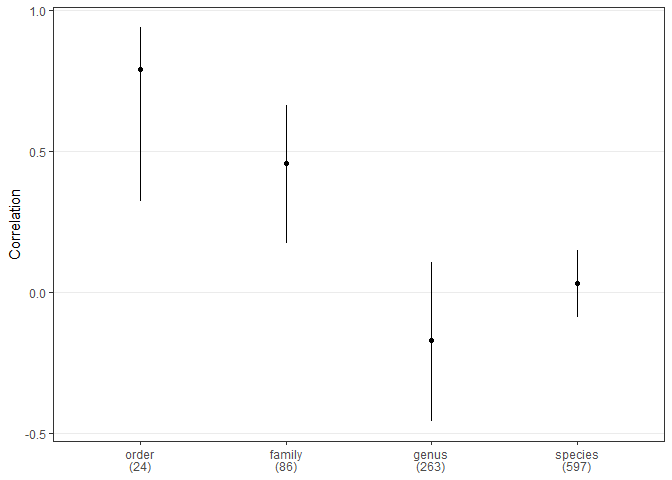 1.0
0.5
0.0
-0.5
Correlation
order family genus species
(24) (86) (263) (597)